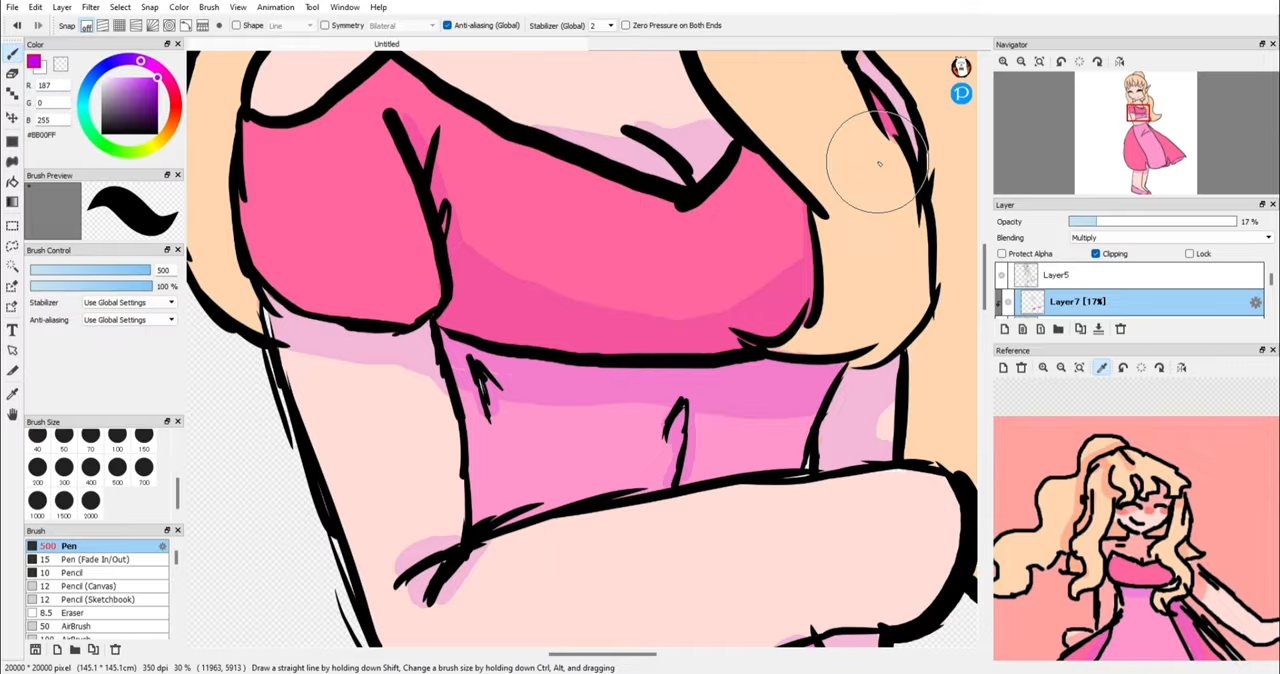 File Edit Layer Filter Select Snap Color Brush View Animation Tool Window Help
Snap off Shape Line Symmetry Bilateral Anti-aliasing (Global) Stabilizer (Global) 2 Zero Pressure on Both Ends
Untitled
Color
R 187
G 0
B 255
#BB00FF
Brush Preview
Brush Control
500
100 %
Stabilizer Use Global Settings
Anti-aliasing Use Global Settings
Brush Size
40 50 70 100 150
200 300 400 500 700
1000 1500 2000
Brush
500 Pen
15 Pen (Fade In/Out)
10 Pencil
12 Pencil (Canvas)
12 Pencil (Sketchbook)
8.5 Eraser
50 AirBrush
Navigator
Layer
Opacity 17 %
Blending Multiply
Protect Alpha Clipping Lock
Layer5
Layer7 [17%]
Reference
20000 * 20000 pixel (145.1 * 145.1cm) 350 dpi 30 % ( 11963, 5913 ) Draw a straight line by holding down Shift, Change a brush size by holding down Ctrl, Alt, and dragging